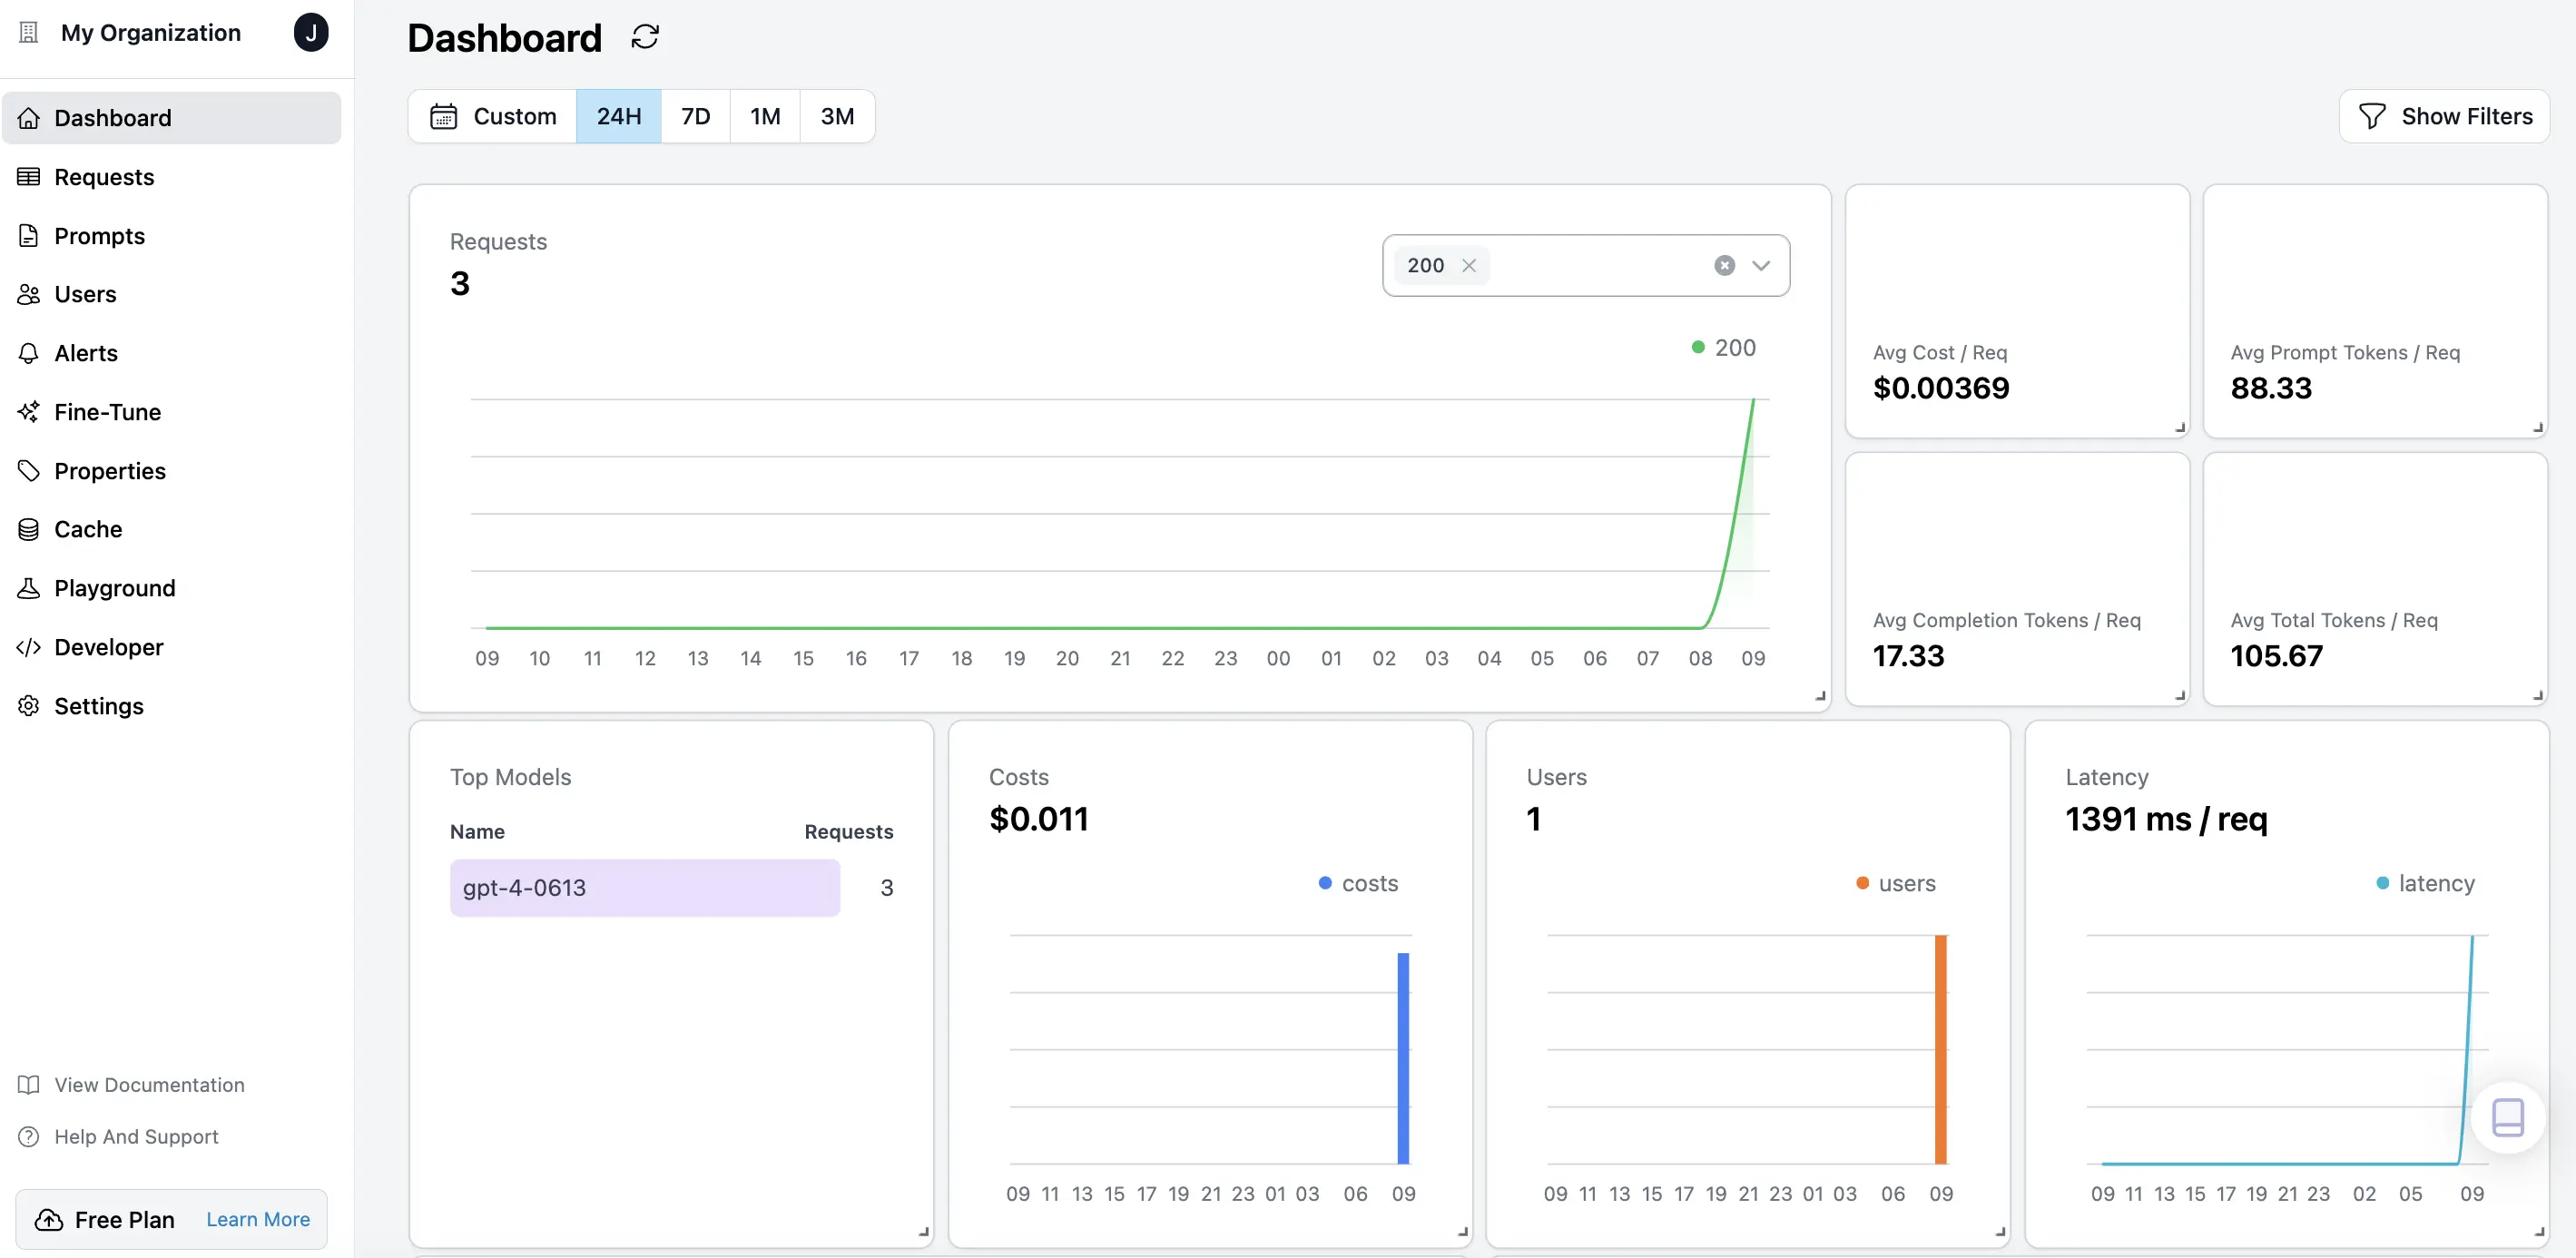 My Organization
J
Dashboard
Requests
Prompts
Users
Alerts
Fine-Tune
Properties
Cache
Playground
Developer
Settings
View Documentation
Help And Support
Free Plan Learn More
Dashboard
Custom 24H 7D 1M 3M
Show Filters
Requests
3
200
200
09 10 11 12 13 14 15 16 17 18 19 20 21 22 23 00 01 02 03 04 05 06 07 08 09
Avg Cost / Req
$0.00369
Avg Prompt Tokens / Req
88.33
Avg Completion Tokens / Req
17.33
Avg Total Tokens / Req
105.67
Top Models
Name Requests
gpt-4-0613 3
Costs
$0.011
costs
09 11 13 15 17 19 21 23 01 03 06 09
Users
1
users
09 11 13 15 17 19 21 23 01 03 06 09
Latency
1391 ms / req
latency
09 11 13 15 17 19 21 23 02 05 09